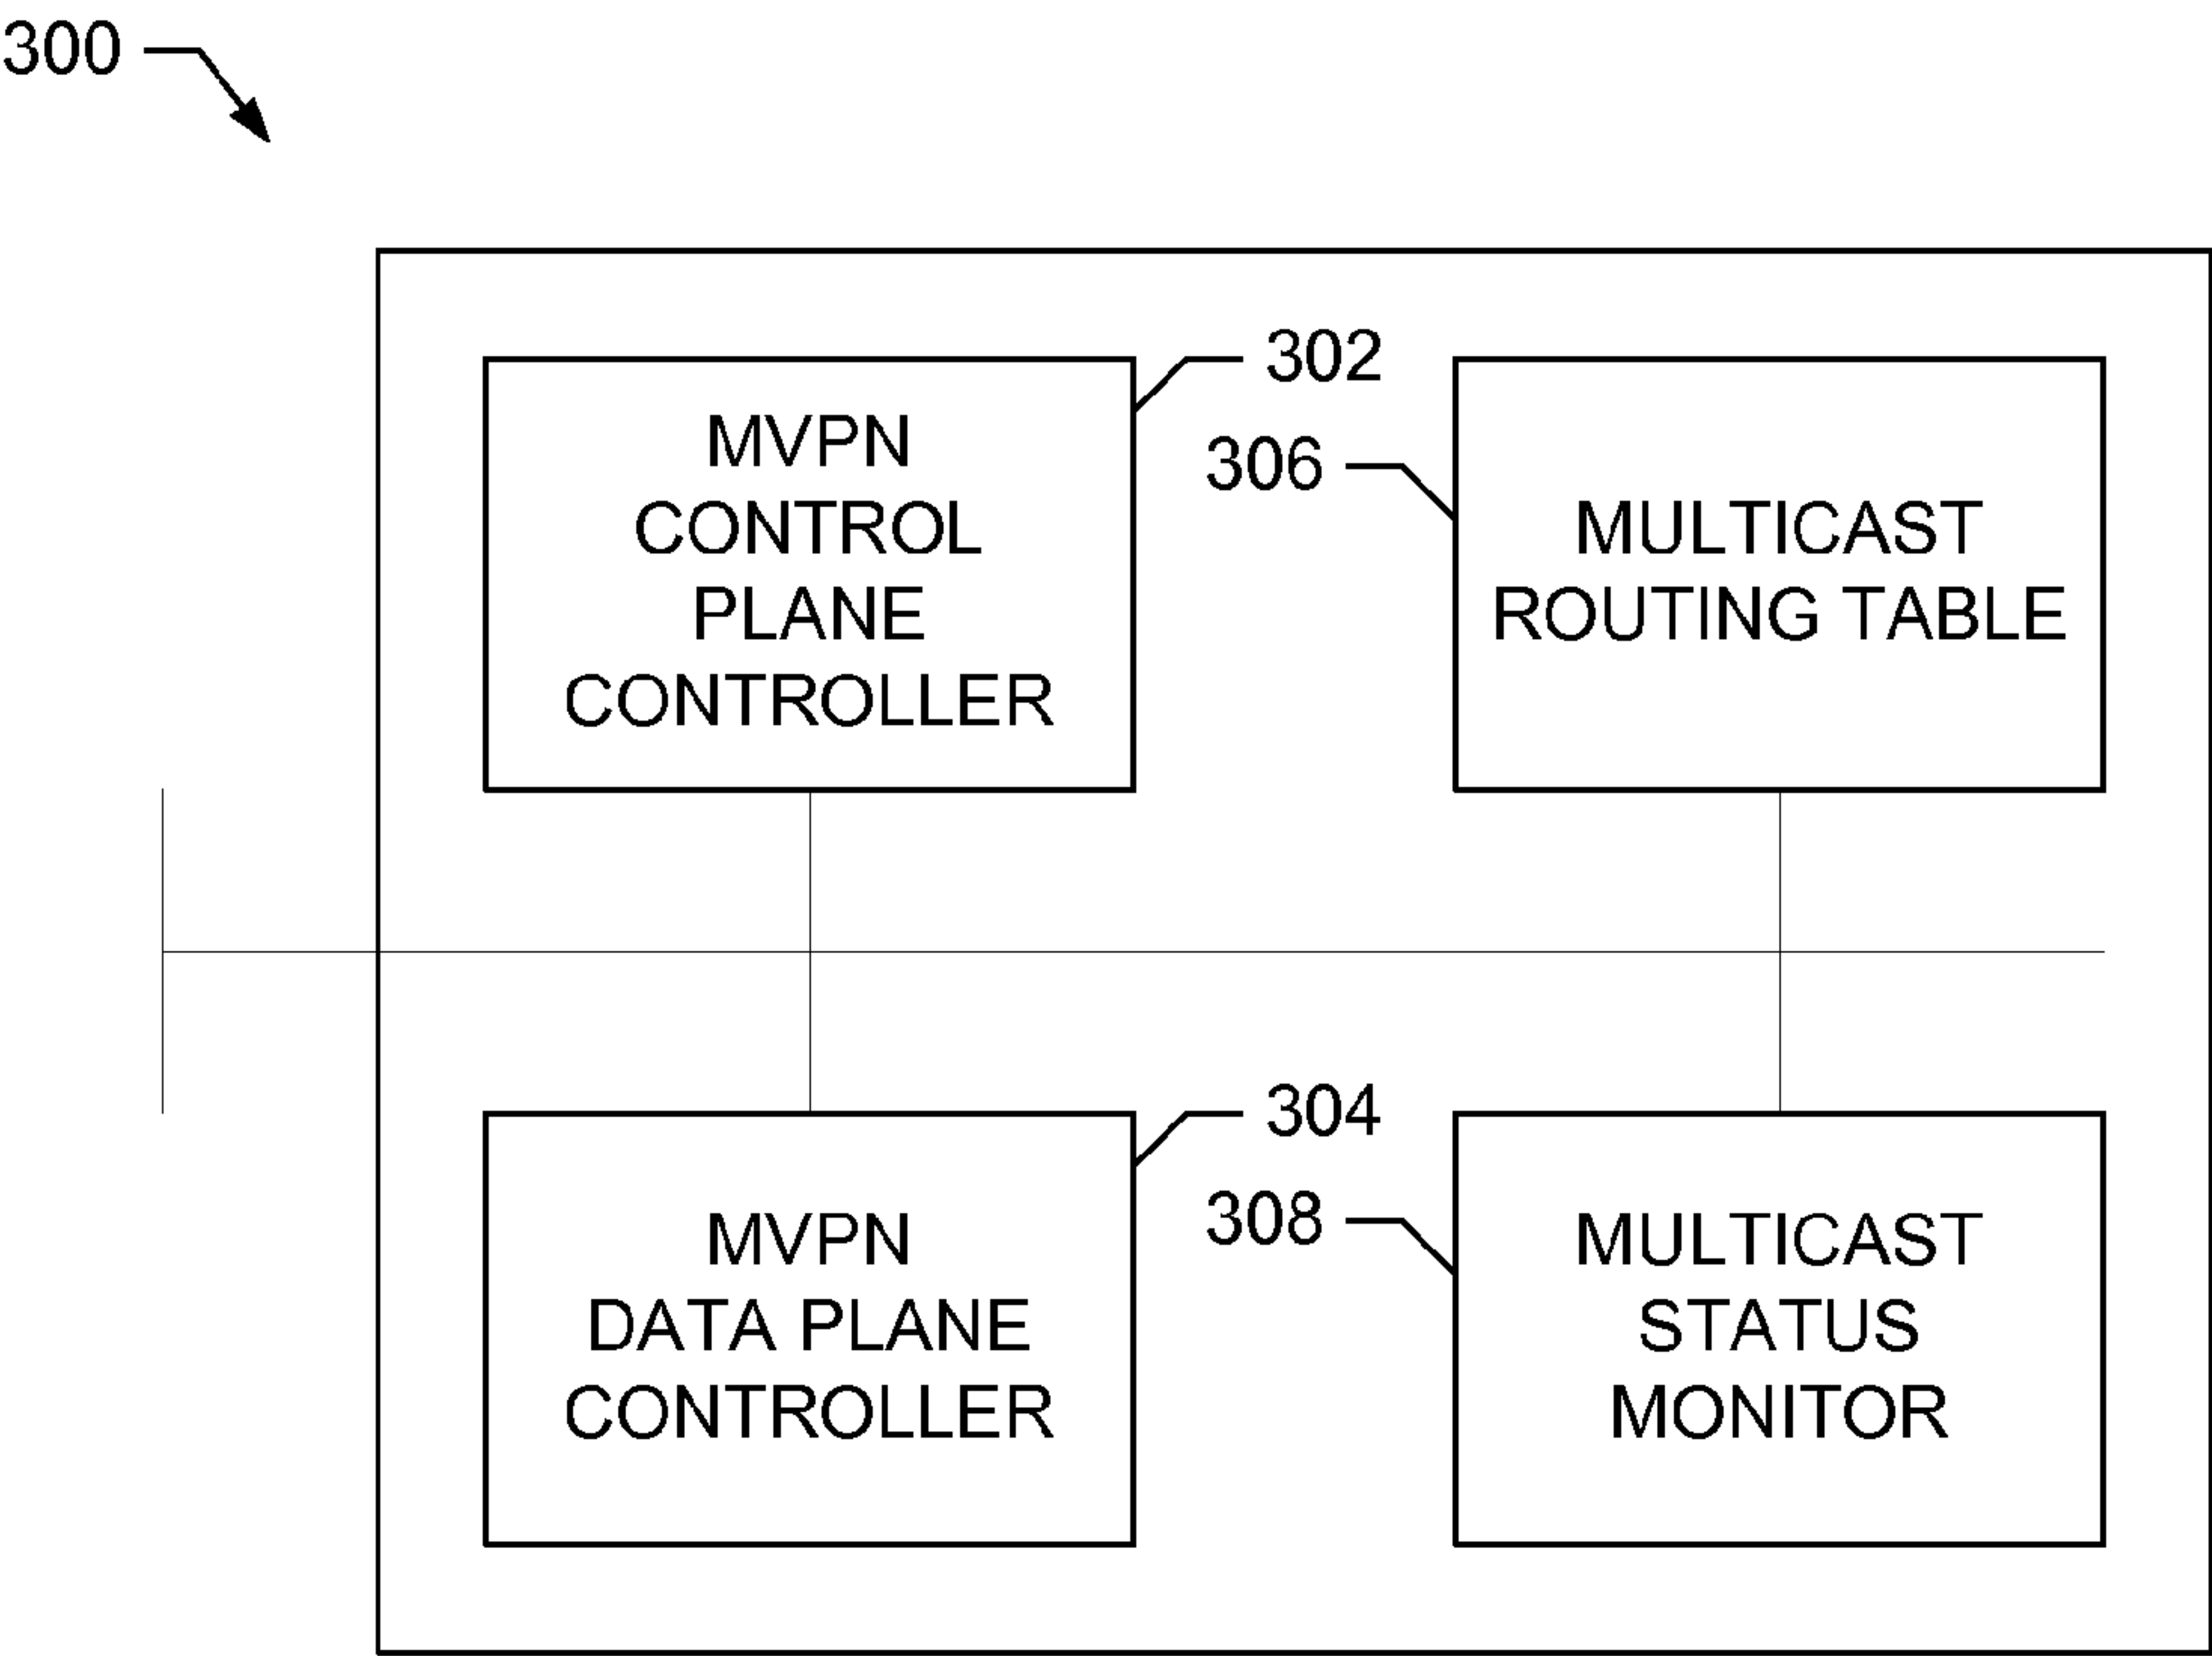 300
302
MVPN
CONTROL
PLANE
CONTROLLER
306
MULTICAST
ROUTING TABLE
304
MVPN
DATA PLANE
CONTROLLER
308
MULTICAST
STATUS
MONITOR